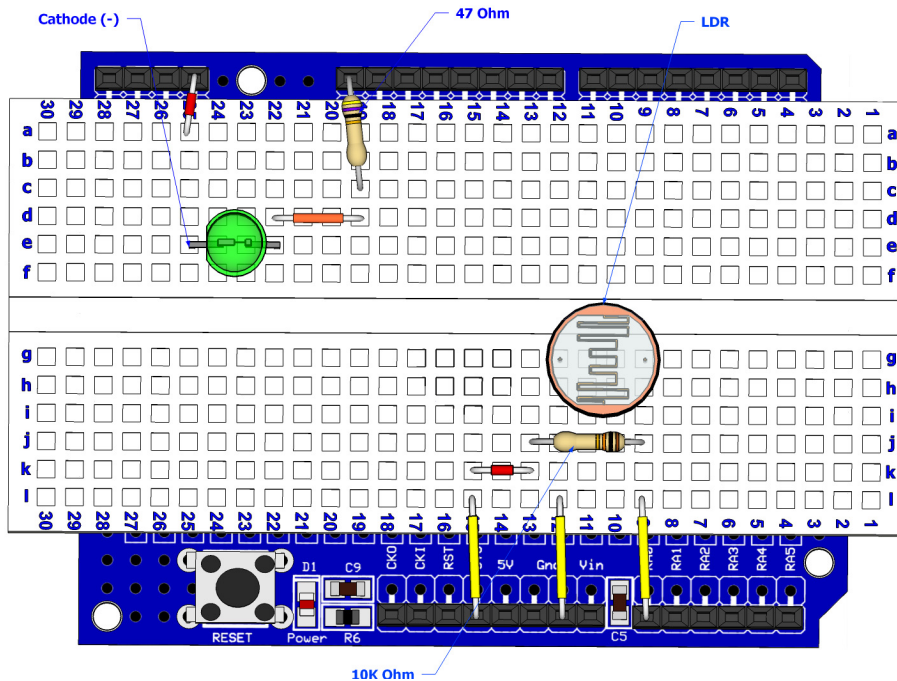 Cathode (-)
47 Ohm
LDR
30 29 28 27 26 24 23 22 21 20 19 18 17 16 15 14 13 12 11 10 9 8 7 6 5 4 3 2 1
a a
b b
c c
d d
e e
f f
g g
h h
i i
j j
k k
l l
30 29 28 27 26 25 24 23 22 21 20 19 18 17 16 15 14 13 12 11 10 9 8 7 6 5 4 3 2 1
CKO CKI RST 5V Gnd Vin RA1 RA2 RA3 RA4 RA5
D1 C9
RESET Power R6 C5
10K Ohm